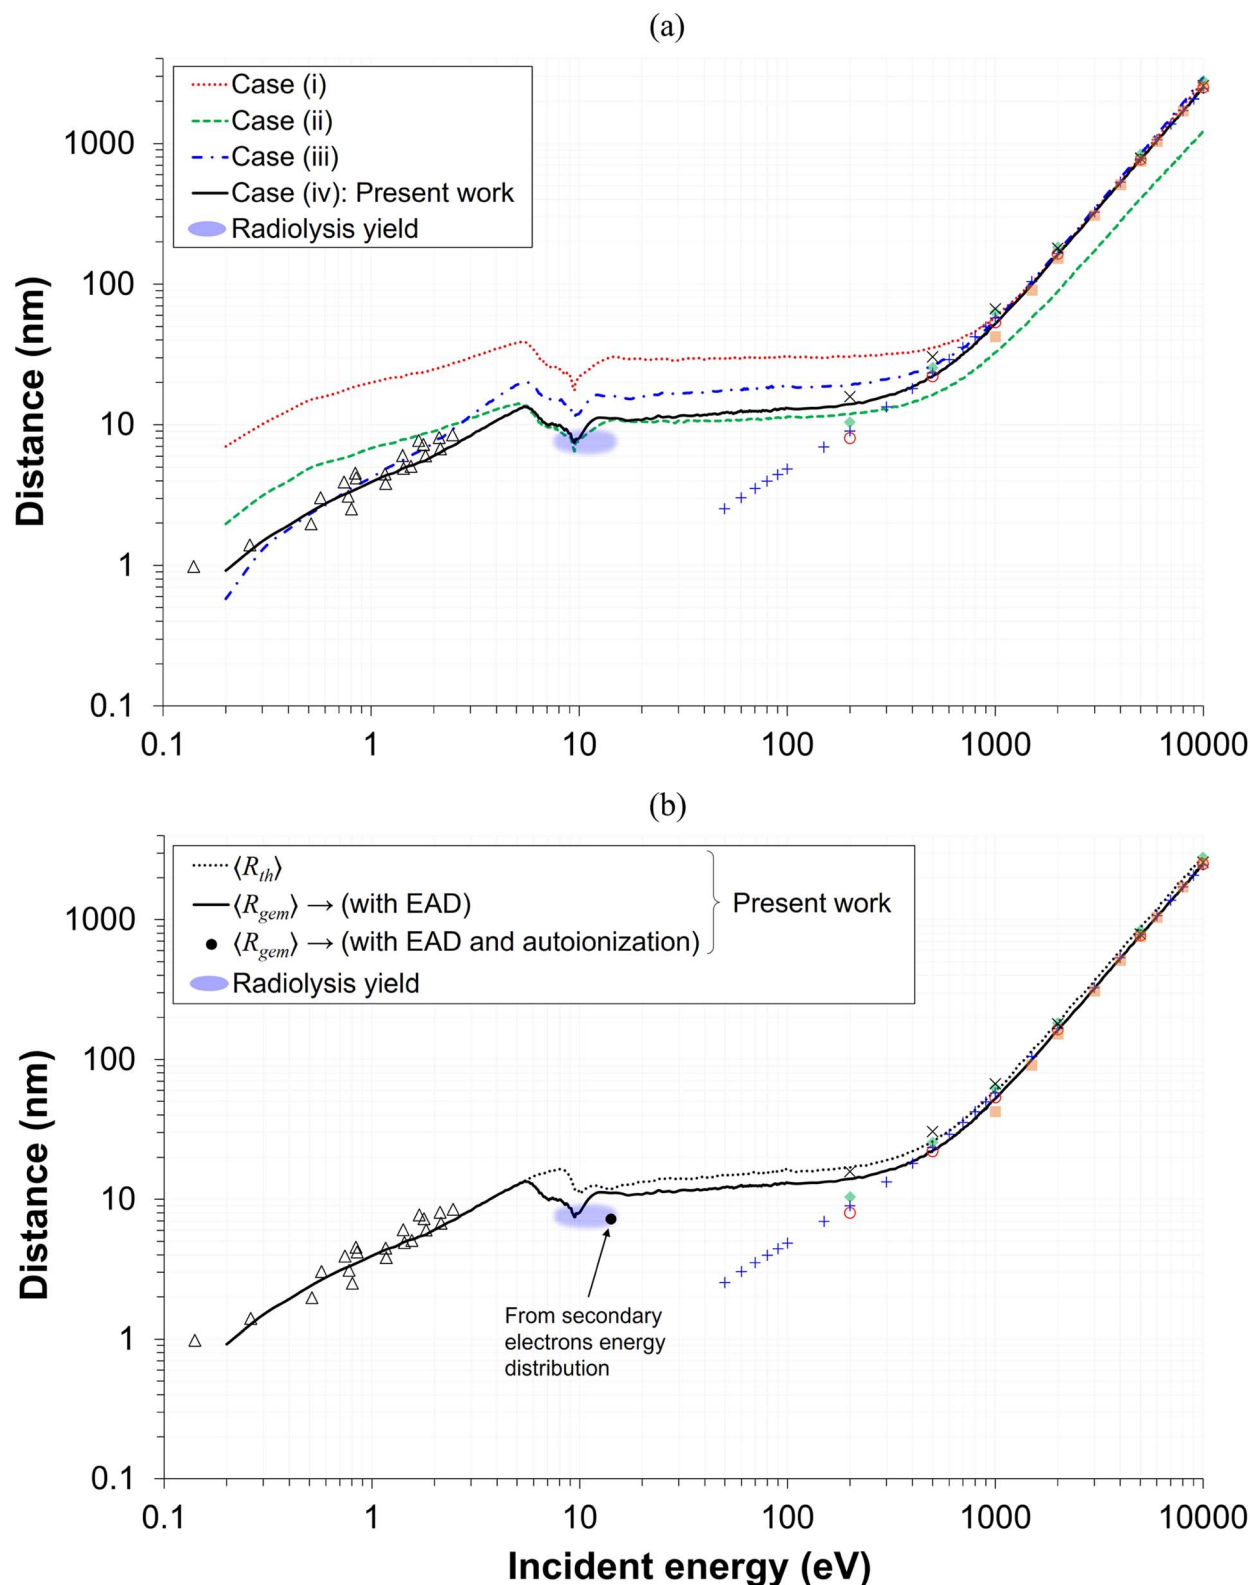 (a)
Case (i)
Case (ii)
Case (iii)
Case (iv): Present work
Radiolysis yield
Distance (nm)
1000
100
10
1
0.1
0.1 1 10 100 1000 10000
(b)
⟨R_th⟩
⟨R_gem⟩ → (with EAD)
⟨R_gem⟩ → (with EAD and autoionization)
Present work
Radiolysis yield
Distance (nm)
1000
100
10
1
0.1
From secondary
electrons energy
distribution
0.1 1 10 100 1000 10000
Incident energy (eV)